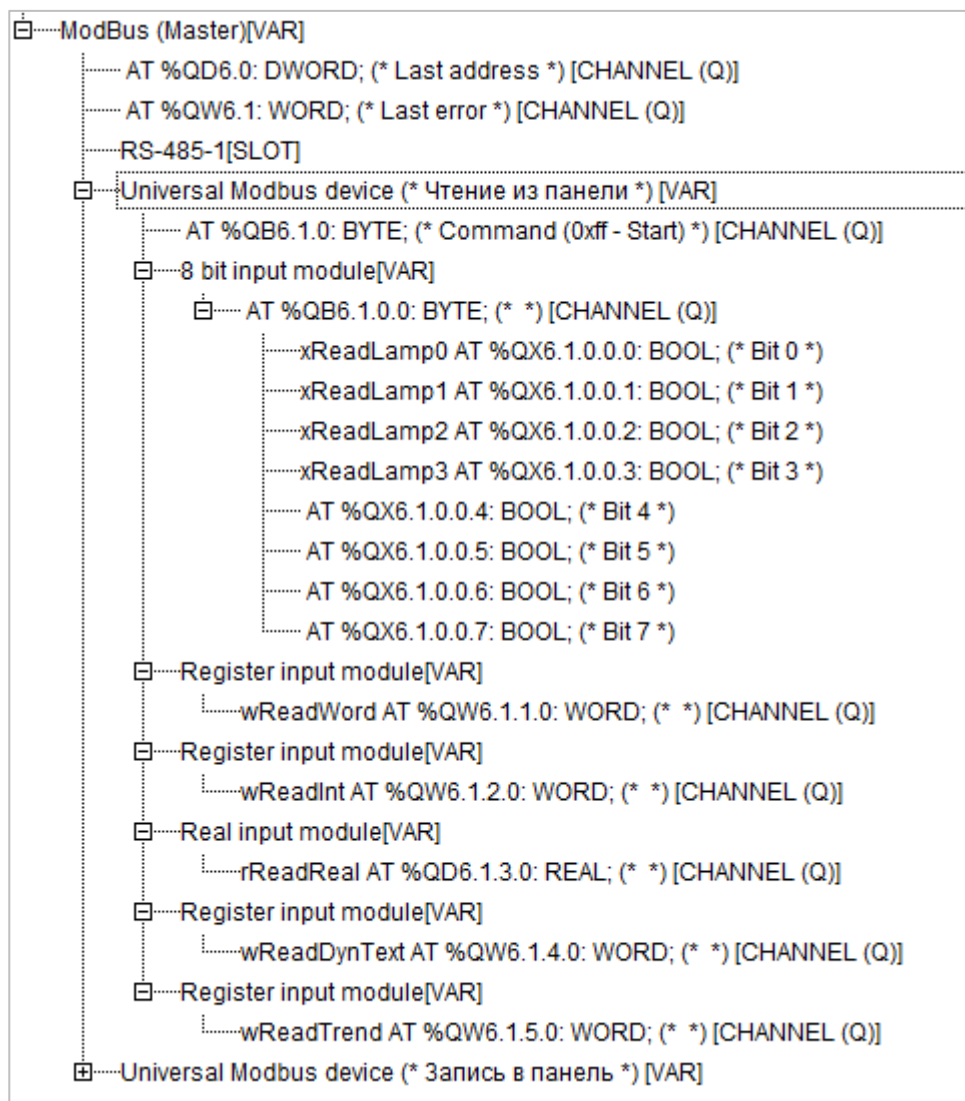 ModBus (Master)[VAR]
AT %QD6.0: DWORD; (* Last address *) [CHANNEL (Q)]
AT %QW6.1: WORD; (* Last error *) [CHANNEL (Q)]
RS-485-1[SLOT]
Universal Modbus device (* Чтение из панели *) [VAR]
AT %QB6.1.0: BYTE; (* Command (0xff - Start) *) [CHANNEL (Q)]
8 bit input module[VAR]
AT %QB6.1.0.0: BYTE; (*  *) [CHANNEL (Q)]
xReadLamp0 AT %QX6.1.0.0.0: BOOL; (* Bit 0 *)
xReadLamp1 AT %QX6.1.0.0.1: BOOL; (* Bit 1 *)
xReadLamp2 AT %QX6.1.0.0.2: BOOL; (* Bit 2 *)
xReadLamp3 AT %QX6.1.0.0.3: BOOL; (* Bit 3 *)
AT %QX6.1.0.0.4: BOOL; (* Bit 4 *)
AT %QX6.1.0.0.5: BOOL; (* Bit 5 *)
AT %QX6.1.0.0.6: BOOL; (* Bit 6 *)
AT %QX6.1.0.0.7: BOOL; (* Bit 7 *)
Register input module[VAR]
wReadWord AT %QW6.1.1.0: WORD; (*  *) [CHANNEL (Q)]
Register input module[VAR]
wReadInt AT %QW6.1.2.0: WORD; (*  *) [CHANNEL (Q)]
Real input module[VAR]
rReadReal AT %QD6.1.3.0: REAL; (*  *) [CHANNEL (Q)]
Register input module[VAR]
wReadDynText AT %QW6.1.4.0: WORD; (*  *) [CHANNEL (Q)]
Register input module[VAR]
wReadTrend AT %QW6.1.5.0: WORD; (*  *) [CHANNEL (Q)]
Universal Modbus device (* Запись в панель *) [VAR]